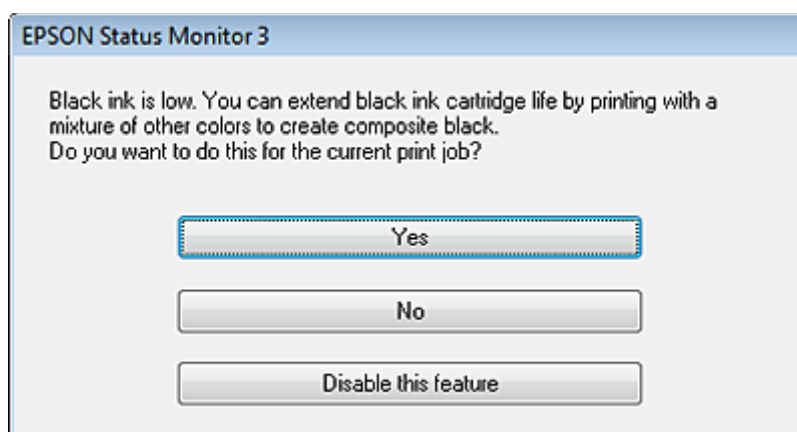 EPSON Status Monitor 3
Black ink is low. You can extend black ink cartridge life by printing with a
mixture of other colors to create composite black.
Do you want to do this for the current print job?
Yes
No
Disable this feature